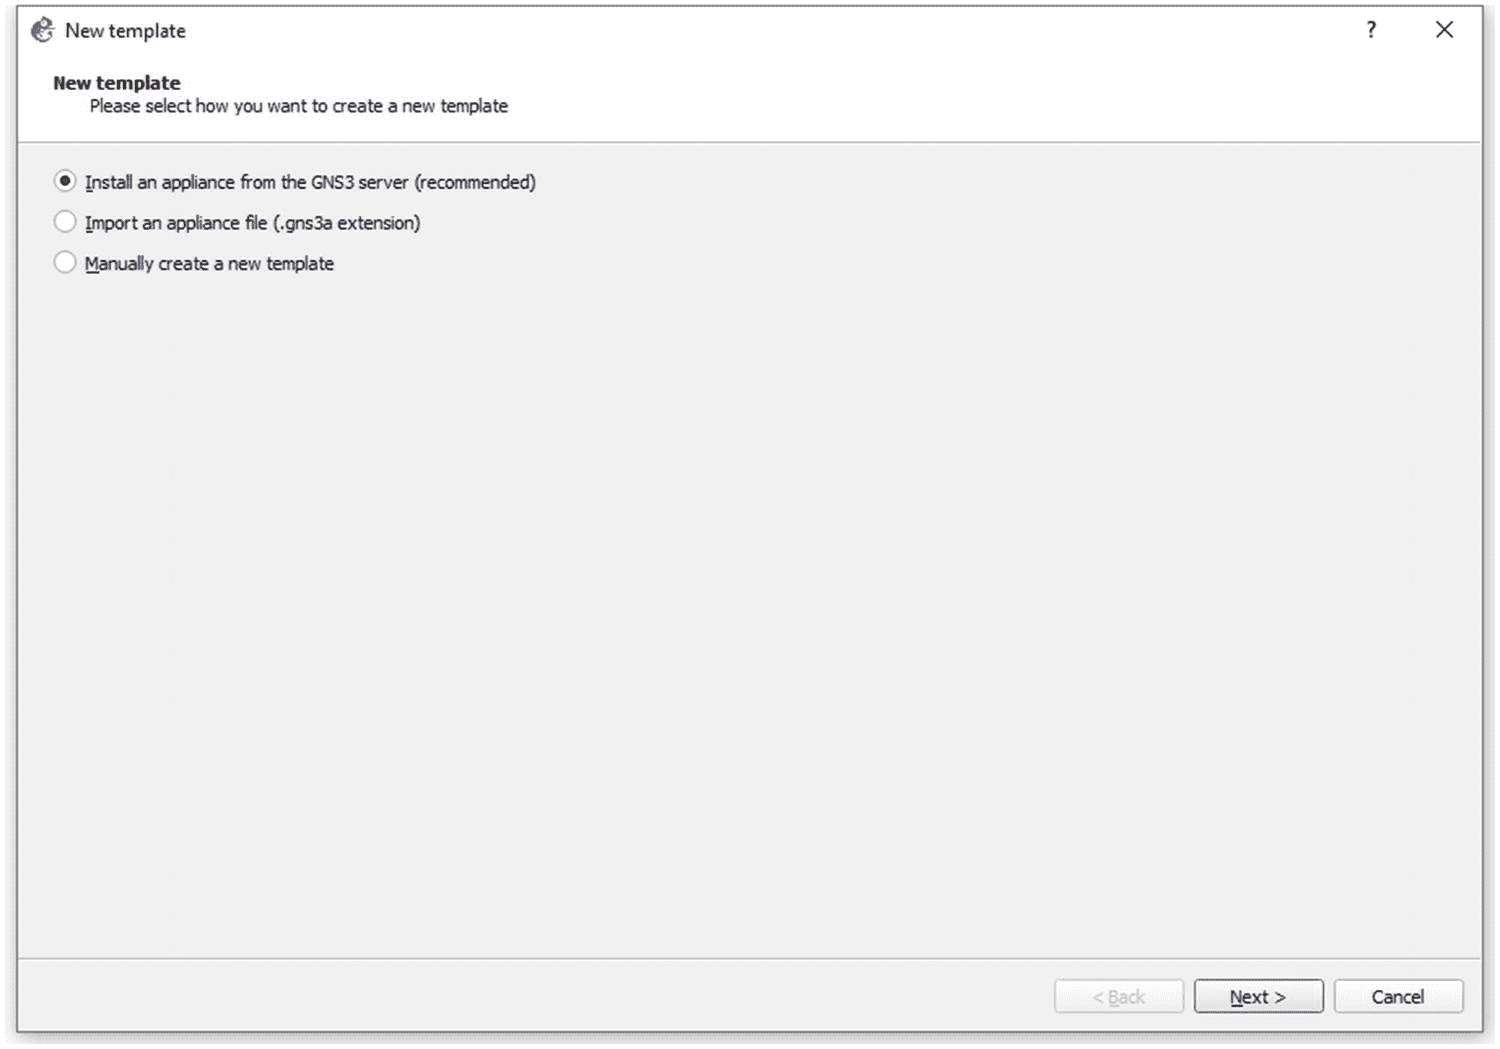 New template
?
New template
Please select how you want to create a new template
Install an appliance from the GNS3 server (recommended)
Import an appliance file (.gns3a extension)
Manually create a new template
< Back
Next >
Cancel